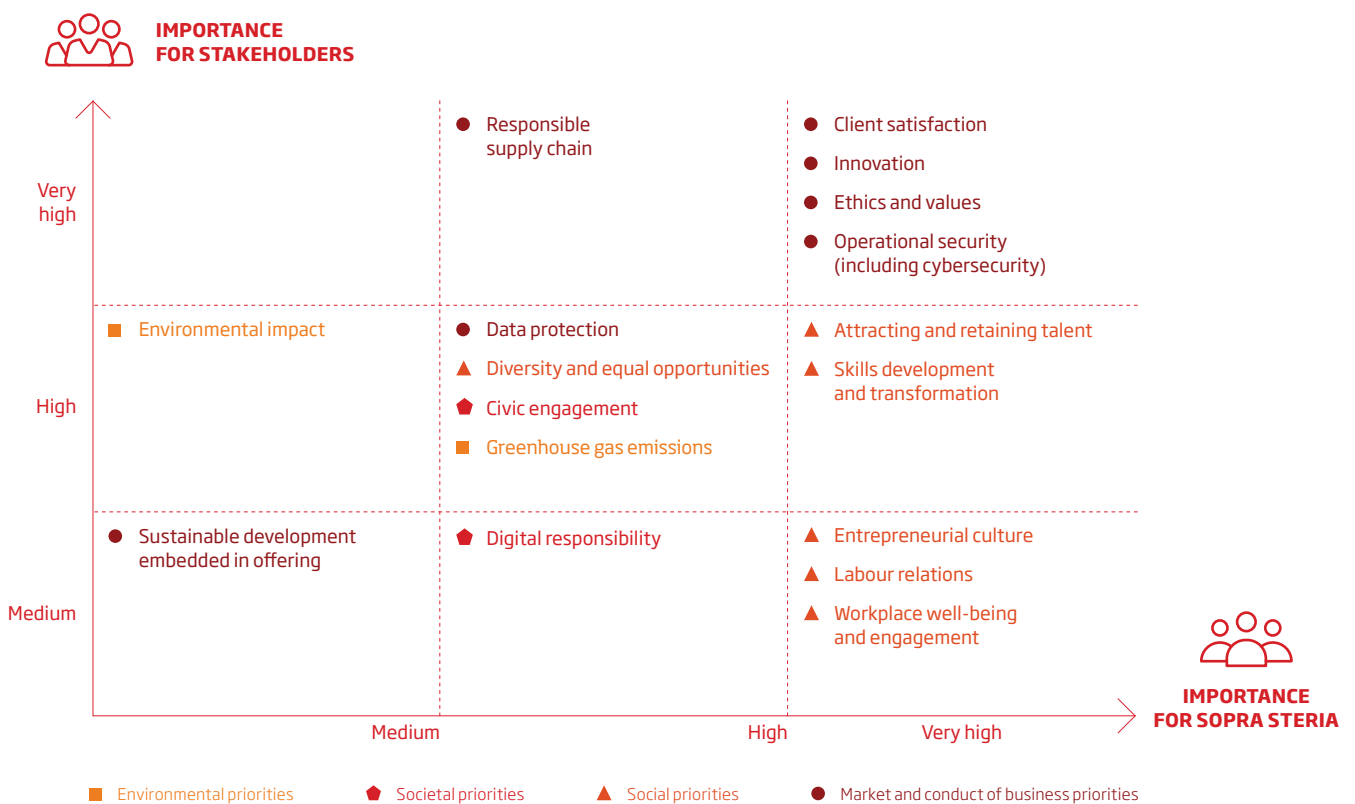 IMPORTANCE
FOR STAKEHOLDERS
Very
high
Responsible
supply chain
Client satisfaction
Innovation
Ethics and values
Operational security
(including cybersecurity)
High
Environmental impact
Data protection
Diversity and equal opportunities
Civic engagement
Greenhouse gas emissions
Attracting and retaining talent
Skills development
and transformation
Medium
Sustainable development
embedded in offering
Digital responsibility
Entrepreneurial culture
Labour relations
Workplace well-being
and engagement
IMPORTANCE
FOR SOPRA STERIA
Medium
High
Very high
Environmental priorities
Societal priorities
Social priorities
Market and conduct of business priorities